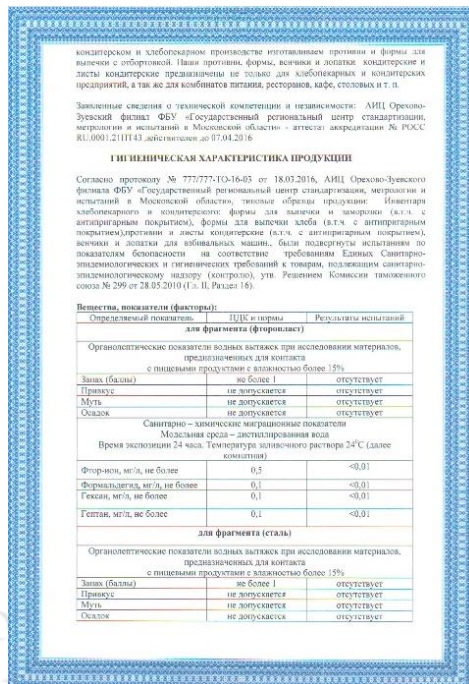 кондитерском и хлебопекарном производстве изготавливаем противни и формы для
выпечки с отбортовкой. Наши противни, формы, венчики и лопатки кондитерские и
листы кондитерские предназначены не только для хлебопекарных и кондитерских
предприятий, а так же для комбинатов питания, ресторанов, кафе, столовых и т. п.
Заявленные сведения о технической компетенции и независимости: АИЦ Орехово-
Зуевский филиал ФБУ «Государственный региональный центр стандартизации,
метрологии и испытаний в Московской области» - аттестат аккредитации № РОСС
RU.0001.21ПТ43 действителен до 07.04.2016
ГИГИЕНИЧЕСКАЯ ХАРАКТЕРИСТИКА ПРОДУКЦИИ
Согласно протоколу № 777/777-ТО-16-03 от 18.03.2016, АИЦ Орехово-Зуевского
филиала ФБУ «Государственный региональный центр стандартизации, метрологии и
испытаний в Московской области», типовые образцы продукции: Инвентаря
хлебопекарного и кондитерского: формы для выпечки и заморозки (в.т.ч. с
антипригарным покрытием), формы для выпечки хлеба (в.т.ч. с антипригарным
покрытием),противни и листы кондитерские (в.т.ч. с антипригарным покрытием),
венчики и лопатки для взбивальных машин., были подвергнуты испытаниям по
показателям безопасности на соответствие требованиям Единых Санитарно-
эпидемиологических и гигиенических требований к товарам, подлежащим санитарно-
эпидемиологическому надзору (контролю), утв. Решением Комиссии таможенного
союза № 299 от 28.05.2010 (Гл. II, Раздел 16).
Вещества, показатели (факторы):
Определяемый показатель ПДК и нормы Результаты испытаний
для фрагмента (фторопласт)
Органолептические показатели водных вытяжек при исследовании материалов,
предназначенных для контакта
с пищевыми продуктами с влажностью более 15%
Запах (баллы) не более 1 отсутствует
Привкус не допускается отсутствует
Муть не допускается отсутствует
Осадок не допускается отсутствует
Санитарно – химические миграционные показатели
Модельная среда – дистиллированная вода
Время экспозиции 24 часа. Температура заливочного раствора 24°С (далее
комнатная)
Фтор-ион, мг/л, не более 0,5 <0,01
Формальдегид, мг/л, не более 0,1 <0,01
Гексан, мг/л, не более 0,1 <0,01
Гептан, мг/л, не более 0,1 <0,01
для фрагмента (сталь)
Органолептические показатели водных вытяжек при исследовании материалов,
предназначенных для контакта
с пищевыми продуктами с влажностью более 15%
Запах (баллы) не более 1 отсутствует
Привкус не допускается отсутствует
Муть не допускается отсутствует
Осадок не допускается отсутствует